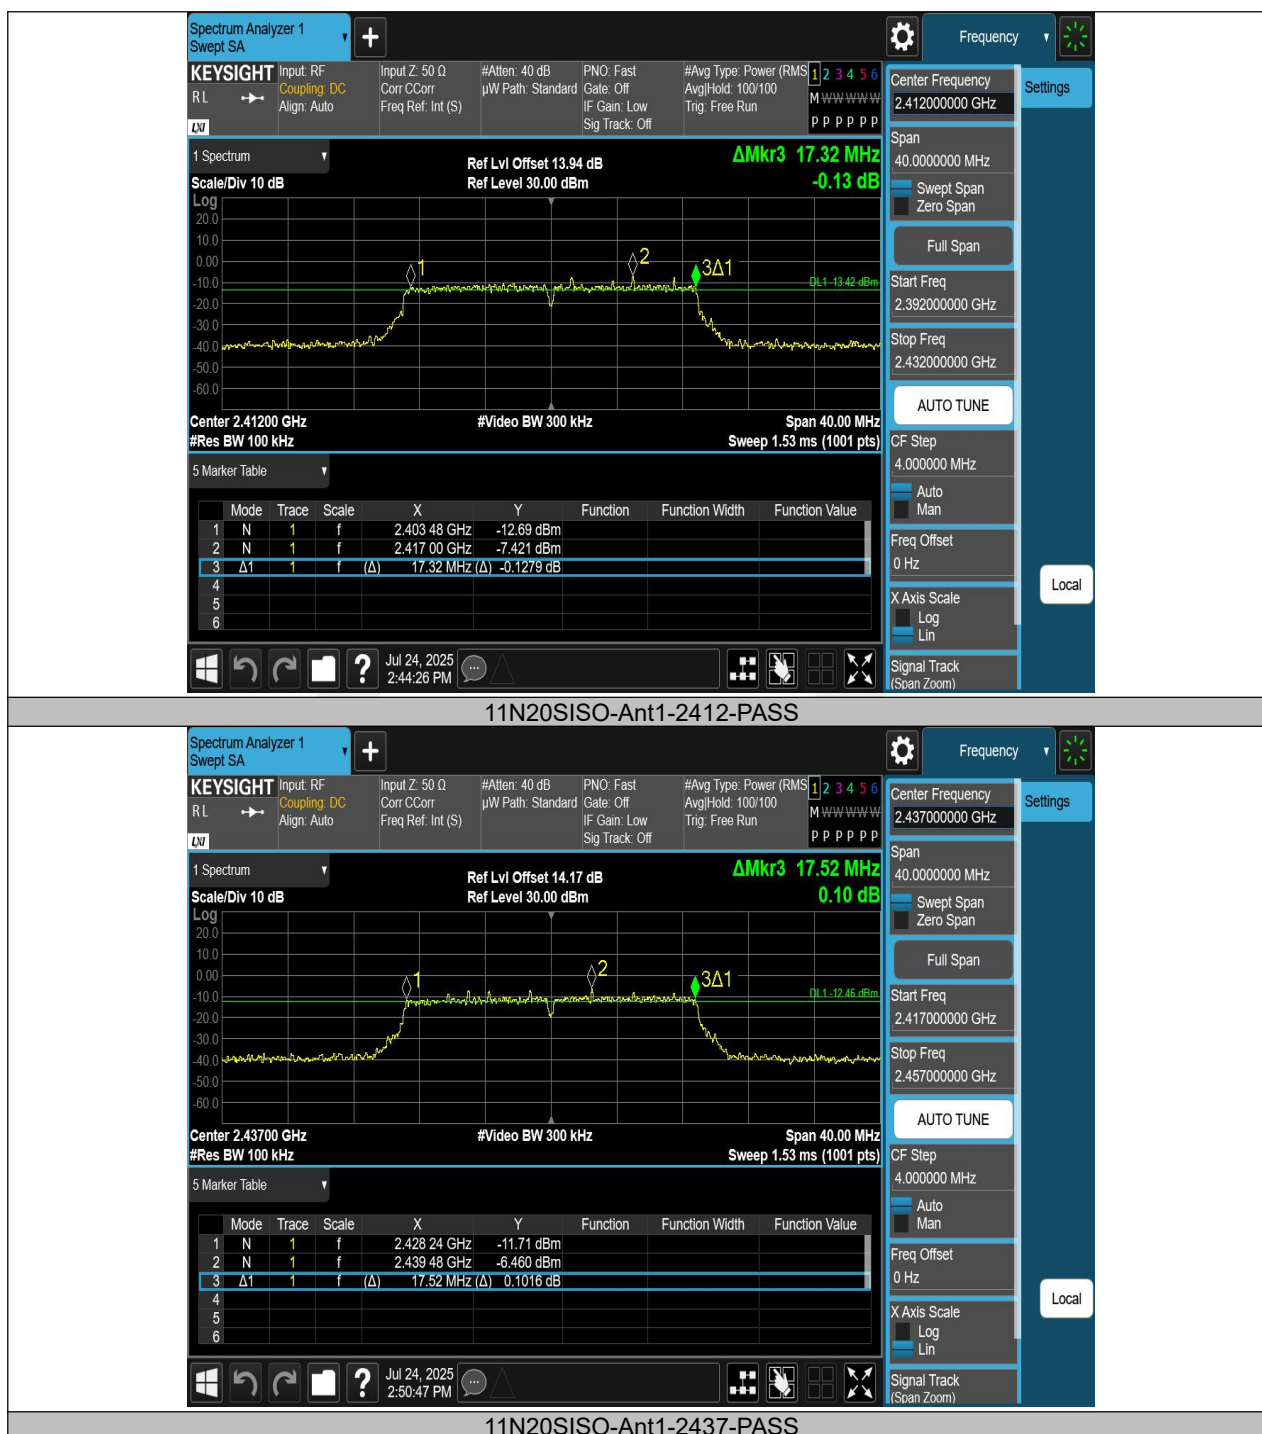 Spectrum Analyzer 1
Swept SA
Frequency
KEYSIGHT
R L
LXI
Input: RF
Coupling: DC
Align: Auto
Input Z: 50 Ω
Corr CCorr
Freq Ref: Int (S)
#Atten: 40 dB
µW Path: Standard
PNO: Fast
Gate: Off
IF Gain: Low
Sig Track: Off
#Avg Type: Power (RMS
Avg|Hold: 100/100
Trig: Free Run
1 2 3 4 5 6
M W W W W W
P P P P P P
Center Frequency
2.412000000 GHz
Settings
Span
40.0000000 MHz
Swept Span
Zero Span
Full Span
Start Freq
2.392000000 GHz
Stop Freq
2.432000000 GHz
AUTO TUNE
CF Step
4.000000 MHz
Auto
Man
Freq Offset
0 Hz
X Axis Scale
Log
Lin
Signal Track
(Span Zoom)
Local
1 Spectrum
Scale/Div 10 dB
Ref Lvl Offset 13.94 dB
Ref Level 30.00 dBm
ΔMkr3 17.32 MHz
-0.13 dB
Log
20.0
10.0
0.00
-10.0
-20.0
-30.0
-40.0
-50.0
-60.0
1
2
3Δ1
DL1 -13.42 dBm
Center 2.41200 GHz
#Video BW 300 kHz
Span 40.00 MHz
#Res BW 100 kHz
Sweep 1.53 ms (1001 pts)
5 Marker Table
Mode Trace Scale X Y Function Function Width Function Value
1 N 1 f 2.403 48 GHz -12.69 dBm
2 N 1 f 2.417 00 GHz -7.421 dBm
3 Δ1 1 f (Δ) 17.32 MHz (Δ) -0.1279 dB
4
5
6
?
Jul 24, 2025
2:44:26 PM
11N20SISO-Ant1-2412-PASS
Spectrum Analyzer 1
Swept SA
Frequency
KEYSIGHT
R L
LXI
Input: RF
Coupling: DC
Align: Auto
Input Z: 50 Ω
Corr CCorr
Freq Ref: Int (S)
#Atten: 40 dB
µW Path: Standard
PNO: Fast
Gate: Off
IF Gain: Low
Sig Track: Off
#Avg Type: Power (RMS
Avg|Hold: 100/100
Trig: Free Run
1 2 3 4 5 6
M W W W W W
P P P P P P
Center Frequency
2.437000000 GHz
Settings
Span
40.0000000 MHz
Swept Span
Zero Span
Full Span
Start Freq
2.417000000 GHz
Stop Freq
2.457000000 GHz
AUTO TUNE
CF Step
4.000000 MHz
Auto
Man
Freq Offset
0 Hz
X Axis Scale
Log
Lin
Signal Track
(Span Zoom)
Local
1 Spectrum
Scale/Div 10 dB
Ref Lvl Offset 14.17 dB
Ref Level 30.00 dBm
ΔMkr3 17.52 MHz
0.10 dB
Log
20.0
10.0
0.00
-10.0
-20.0
-30.0
-40.0
-50.0
-60.0
1
2
3Δ1
DL1 -12.46 dBm
Center 2.43700 GHz
#Video BW 300 kHz
Span 40.00 MHz
#Res BW 100 kHz
Sweep 1.53 ms (1001 pts)
5 Marker Table
Mode Trace Scale X Y Function Function Width Function Value
1 N 1 f 2.428 24 GHz -11.71 dBm
2 N 1 f 2.439 48 GHz -6.460 dBm
3 Δ1 1 f (Δ) 17.52 MHz (Δ) 0.1016 dB
4
5
6
?
Jul 24, 2025
2:50:47 PM
11N20SISO-Ant1-2437-PASS